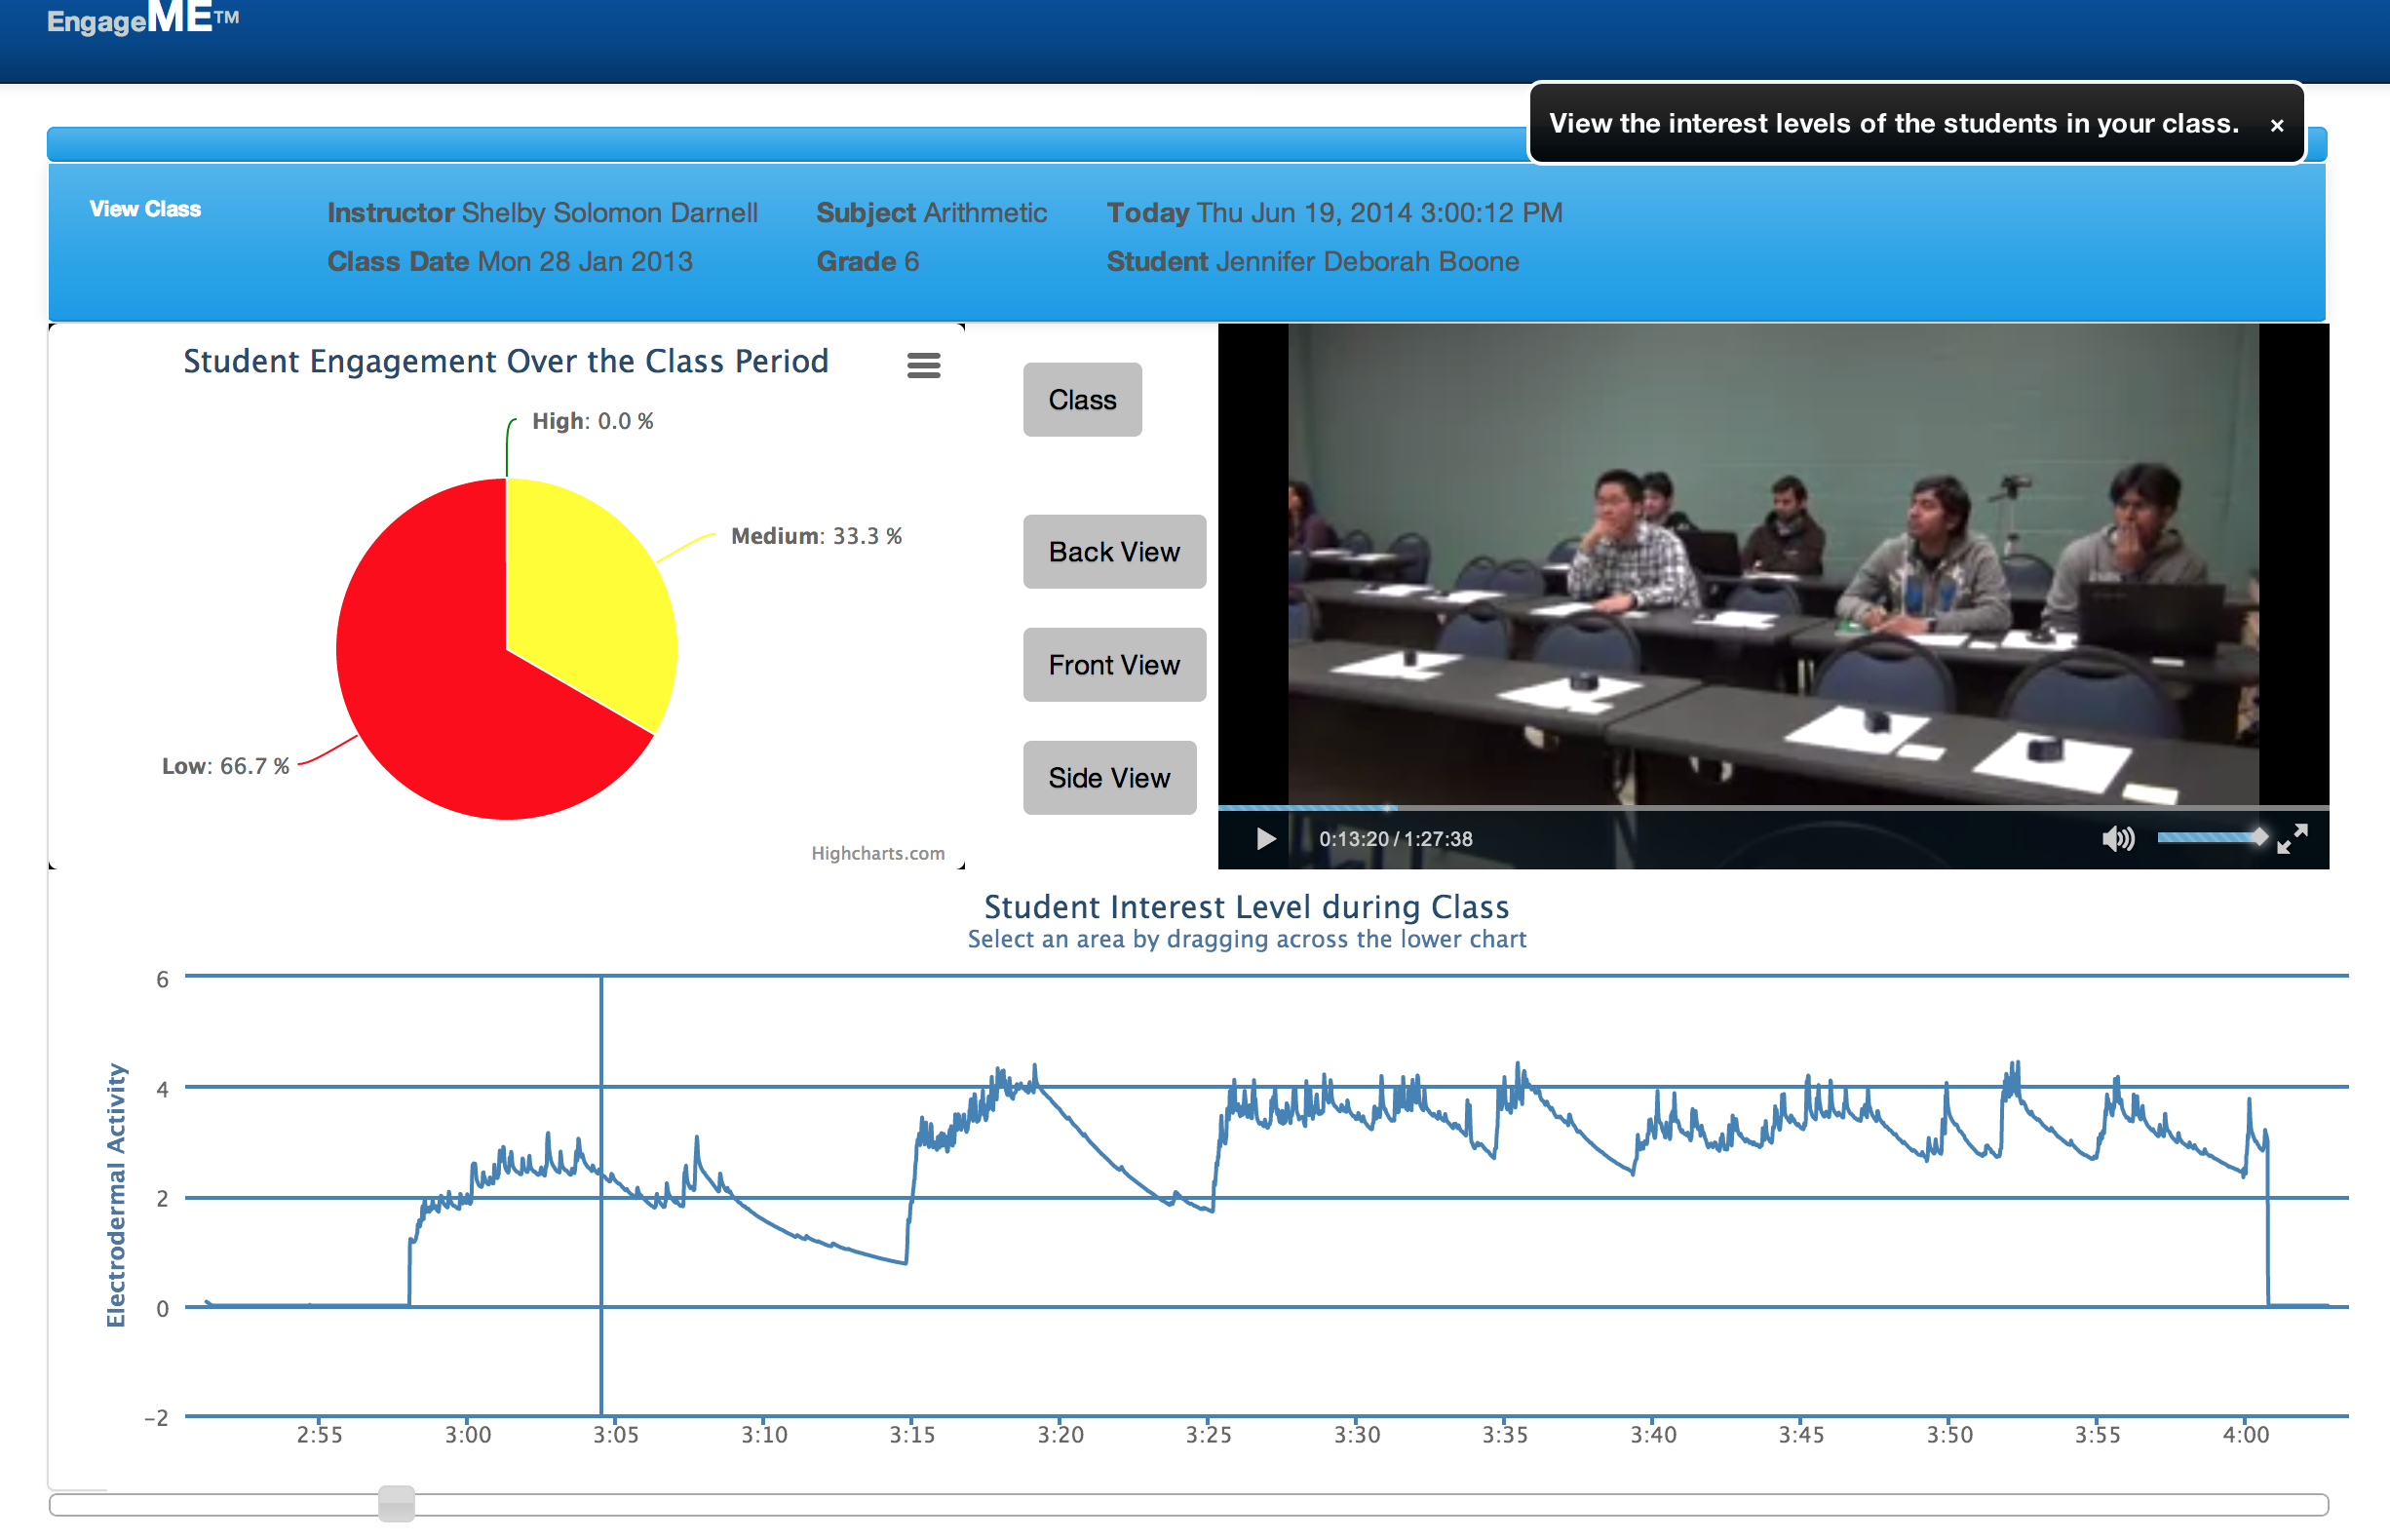 EngageME™
View the interest levels of the students in your class. ×
View Class
Instructor Shelby Solomon Darnell
Subject Arithmetic
Today Thu Jun 19, 2014 3:00:12 PM
Class Date Mon 28 Jan 2013
Grade 6
Student Jennifer Deborah Boone
Student Engagement Over the Class Period
High: 0.0 %
Medium: 33.3 %
Low: 66.7 %
Highcharts.com
Class
Back View
Front View
Side View
0:13:20 / 1:27:38
Student Interest Level during Class
Select an area by dragging across the lower chart
Electrodermal Activity
6
4
2
0
-2
2:55 3:00 3:05 3:10 3:15 3:20 3:25 3:30 3:35 3:40 3:45 3:50 3:55 4:00